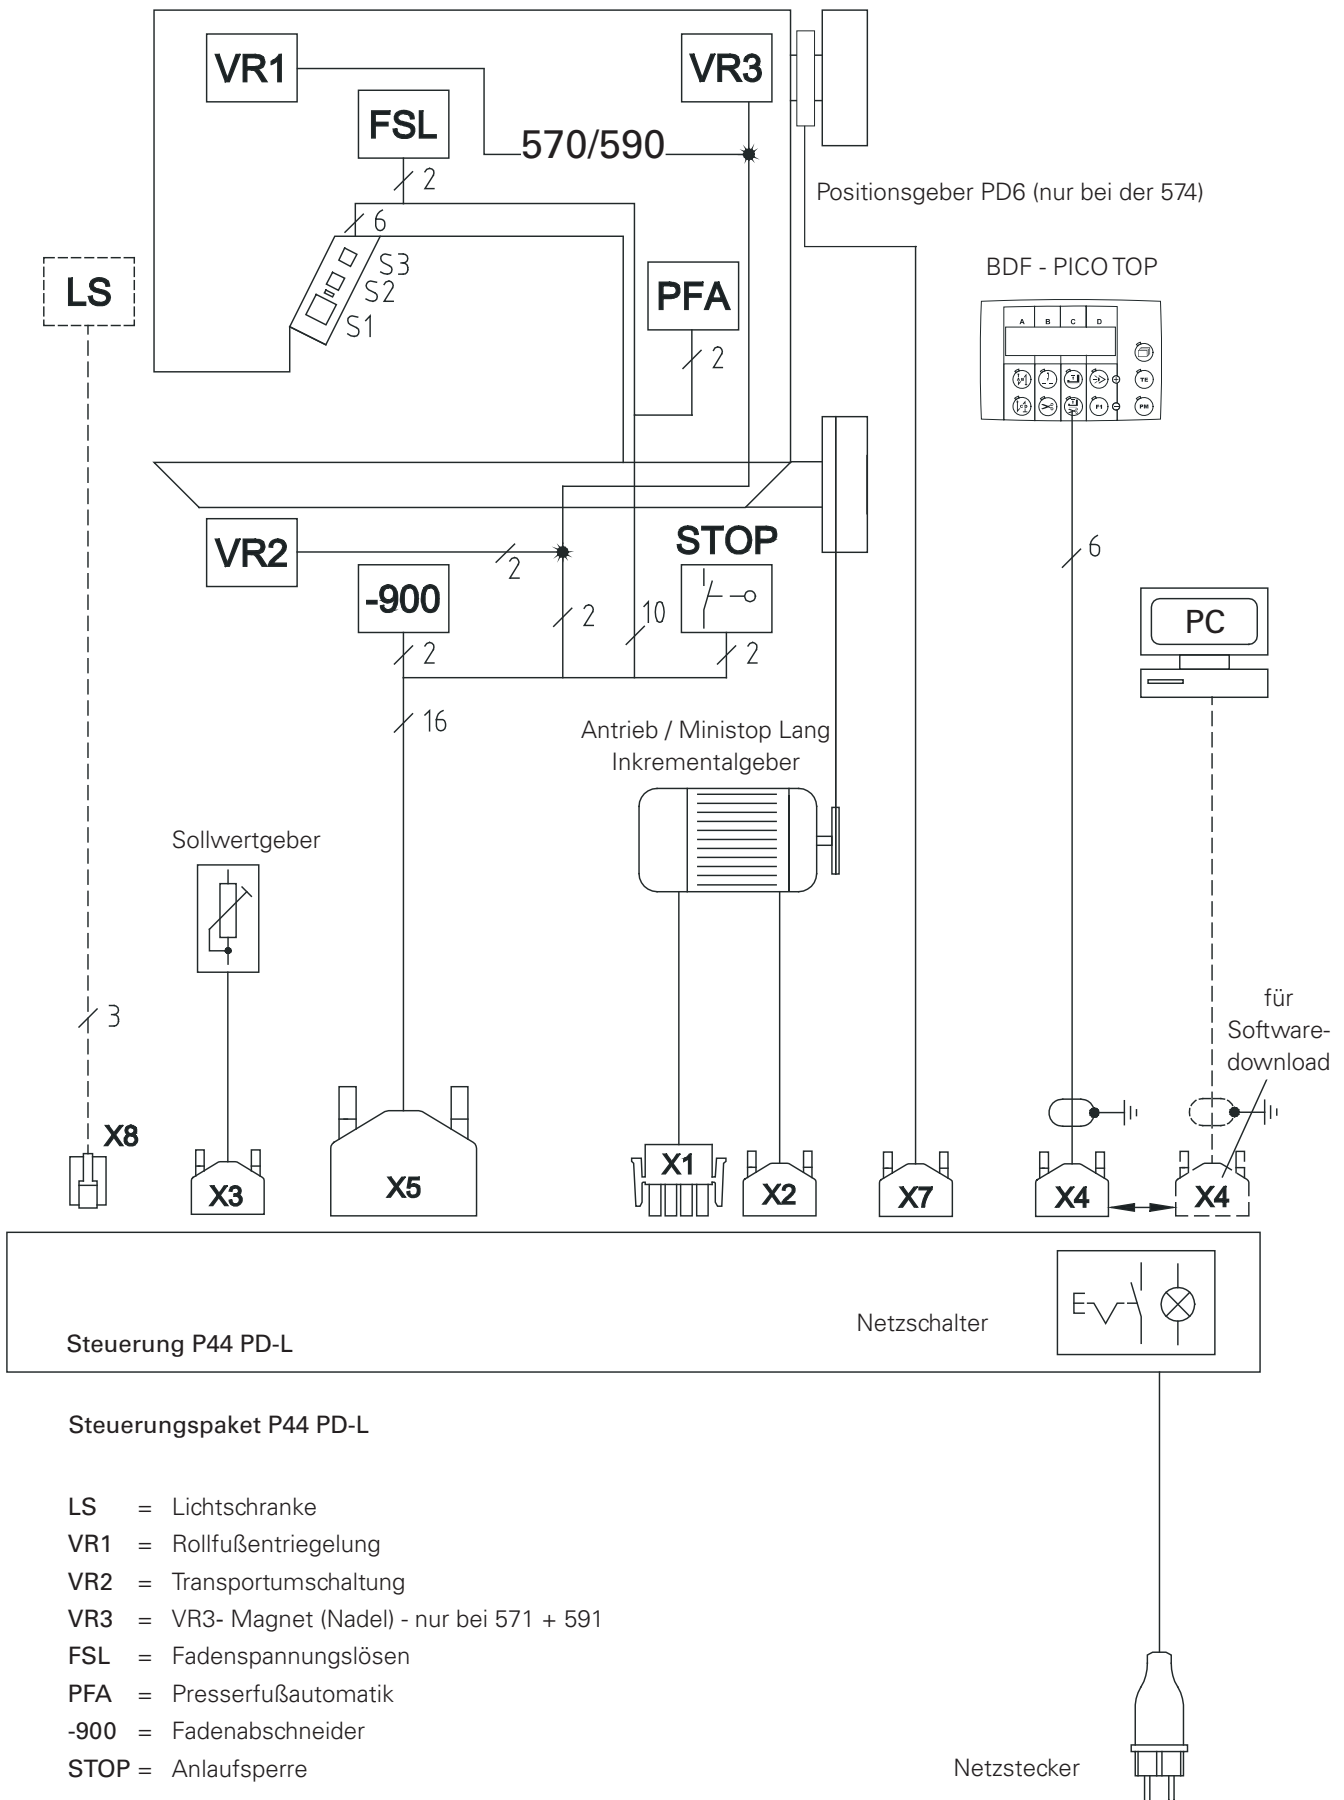 VR1
VR3
FSL
570/590
2
Positionsgeber PD6 (nur bei der 574)
6
S3
S2
S1
LS
PFA
2
BDF - PICO TOP
A B C D
TE
F1
PM
STOP
VR2
2
-900
2
10
2
2
6
PC
16
Antrieb / Ministop Lang
Inkrementalgeber
Sollwertgeber
3
für
Software-
download
X8
X3
X5
X1
X2
X7
X4
X4
Netzschalter
Steuerung P44 PD-L
Steuerungspaket P44 PD-L
LS = Lichtschranke
VR1 = Rollfußentriegelung
VR2 = Transportumschaltung
VR3 = VR3- Magnet (Nadel) - nur bei 571 + 591
FSL = Fadenspannungslösen
PFA = Presserfußautomatik
-900 = Fadenabschneider
STOP = Anlaufsperre
Netzstecker